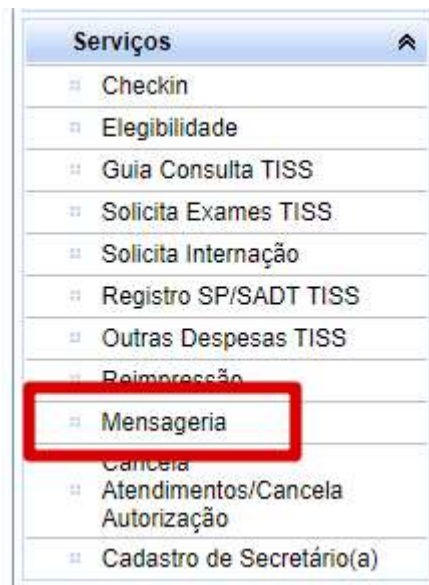 Serviços
Checkin
Elegibilidade
Guia Consulta TISS
Solicita Exames TISS
Solicita Internação
Registro SP/SADT TISS
Outras Despesas TISS
Reimpressão
Mensageria
Cancela
Atendimentos/Cancela
Autorização
Cadastro de Secretário(a)